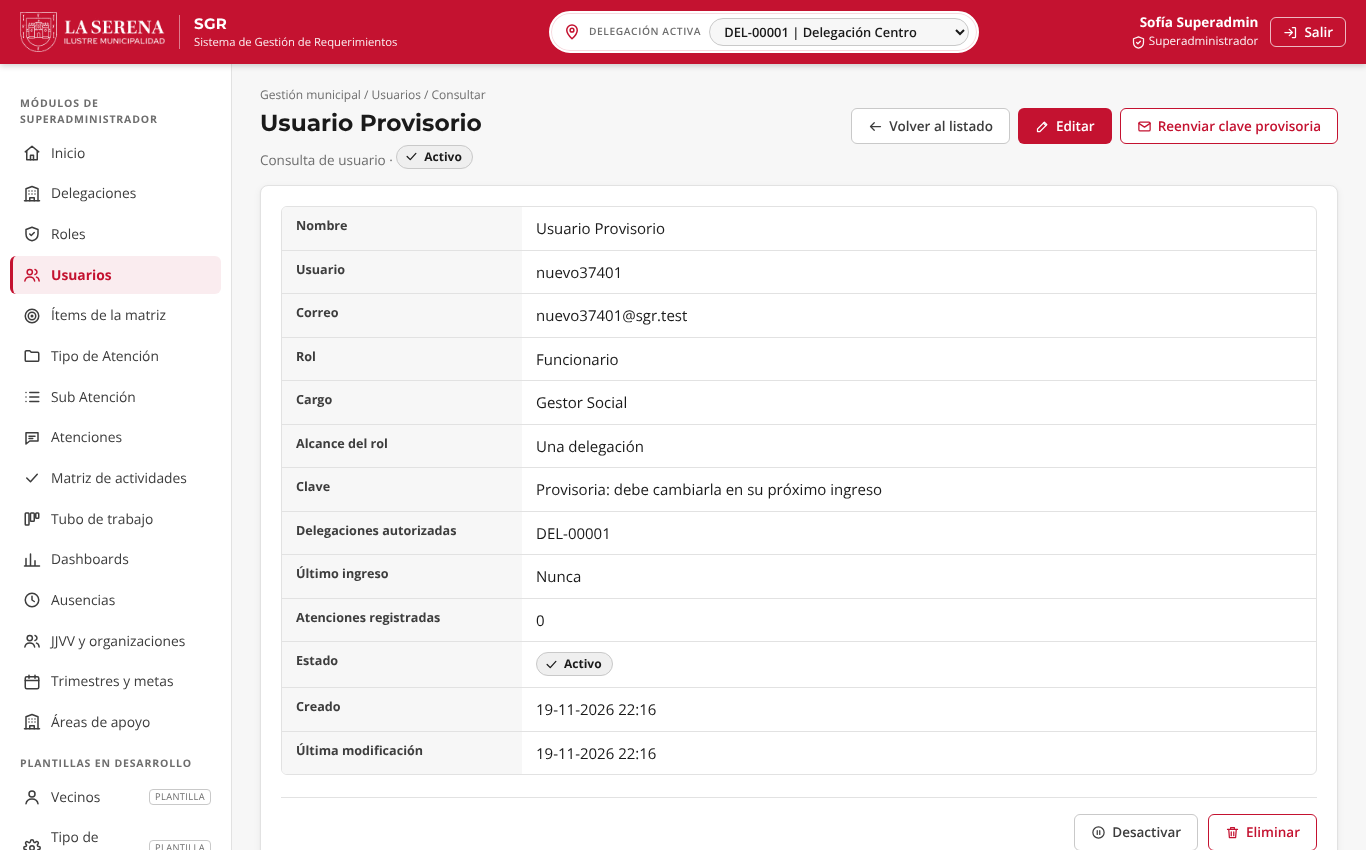 LA SERENA
ILUSTRE MUNICIPALIDAD
SGR
Sistema de Gestión de Requerimientos
DELEGACIÓN ACTIVA
DEL-00001 | Delegación Centro
Sofía Superadmin
Superadministrador
Salir
MÓDULOS DE
SUPERADMINISTRADOR
Inicio
Delegaciones
Roles
Usuarios
Ítems de la matriz
Tipo de Atención
Sub Atención
Atenciones
Matriz de actividades
Tubo de trabajo
Dashboards
Ausencias
JJVV y organizaciones
Trimestres y metas
Áreas de apoyo
PLANTILLAS EN DESARROLLO
Vecinos PLANTILLA
Tipo de
PLANTILLA
Gestión municipal / Usuarios / Consultar
Usuario Provisorio
Consulta de usuario · Activo
Volver al listado
Editar
Reenviar clave provisoria
Nombre Usuario Provisorio
Usuario nuevo37401
Correo nuevo37401@sgr.test
Rol Funcionario
Cargo Gestor Social
Alcance del rol Una delegación
Clave Provisoria: debe cambiarla en su próximo ingreso
Delegaciones autorizadas DEL-00001
Último ingreso Nunca
Atenciones registradas 0
Estado Activo
Creado 19-11-2026 22:16
Última modificación 19-11-2026 22:16
Desactivar
Eliminar